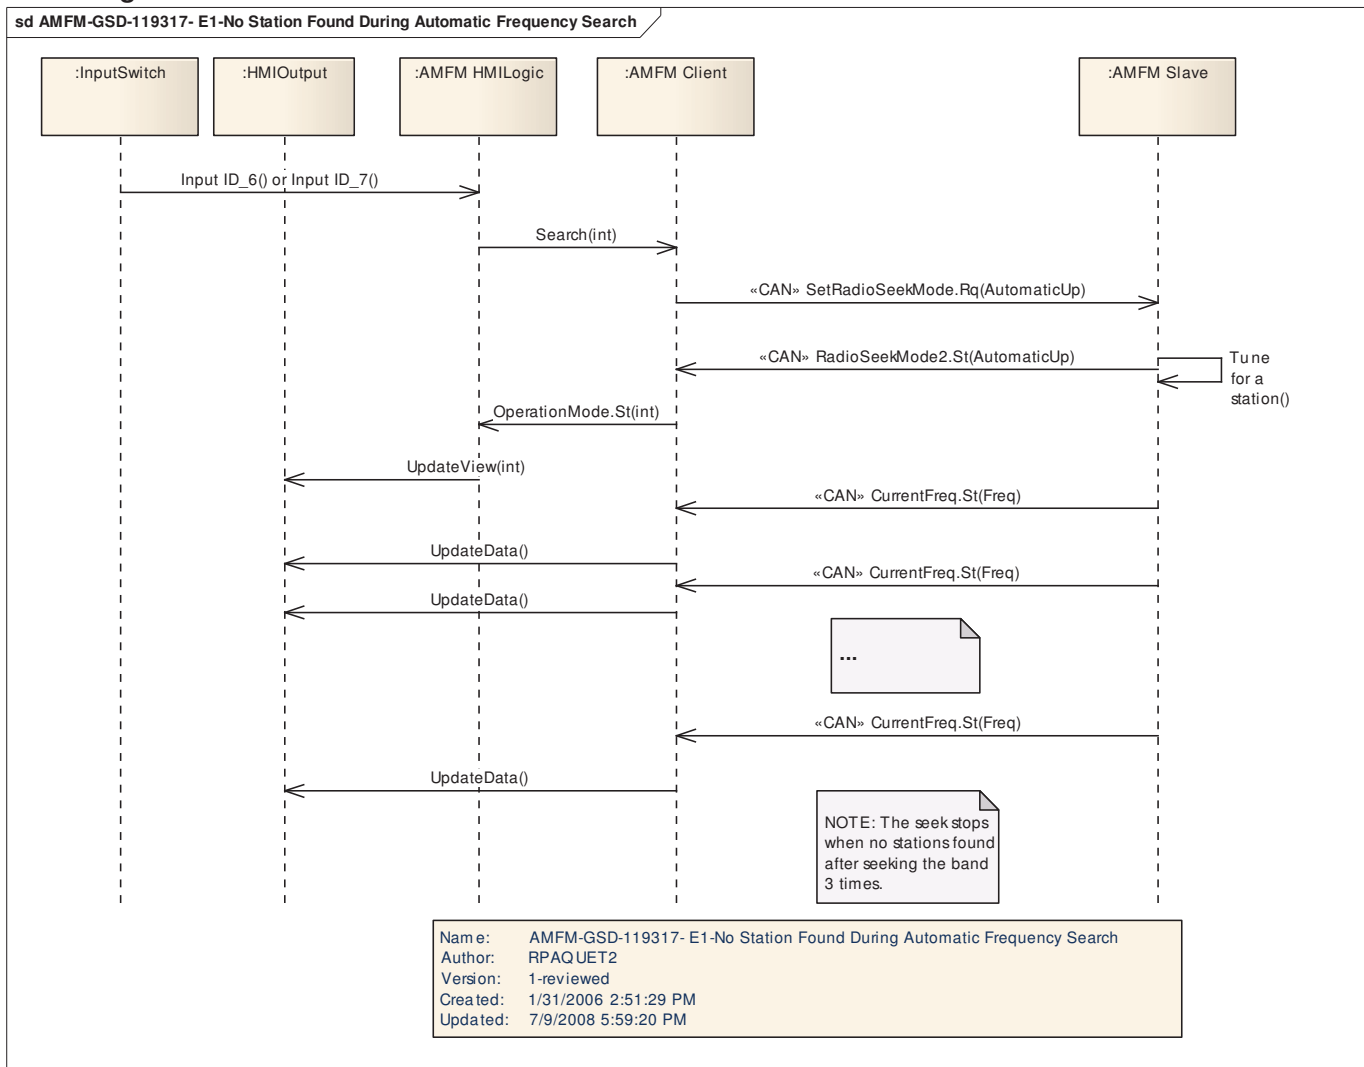 sd AMFM-GSD-119317- E1-No Station Found During Automatic Frequency Search
:InputSwitch
:HMIOutput
:AMFM HMILogic
:AMFM Client
:AMFM Slave
Input ID_6() or Input ID_7()
Search(int)
«CAN» SetRadioSeekMode.Rq(AutomaticUp)
«CAN» RadioSeekMode2.St(AutomaticUp)
Tune
for a
station()
OperationMode.St(int)
UpdateView(int)
«CAN» CurrentFreq.St(Freq)
UpdateData()
«CAN» CurrentFreq.St(Freq)
UpdateData()
...
«CAN» CurrentFreq.St(Freq)
UpdateData()
NOTE: The seek stops
when no stations found
after seeking the band
3 times.
Name: AMFM-GSD-119317- E1-No Station Found During Automatic Frequency Search
Author: RPAQUET2
Version: 1-reviewed
Created: 1/31/2006 2:51:29 PM
Updated: 7/9/2008 5:59:20 PM